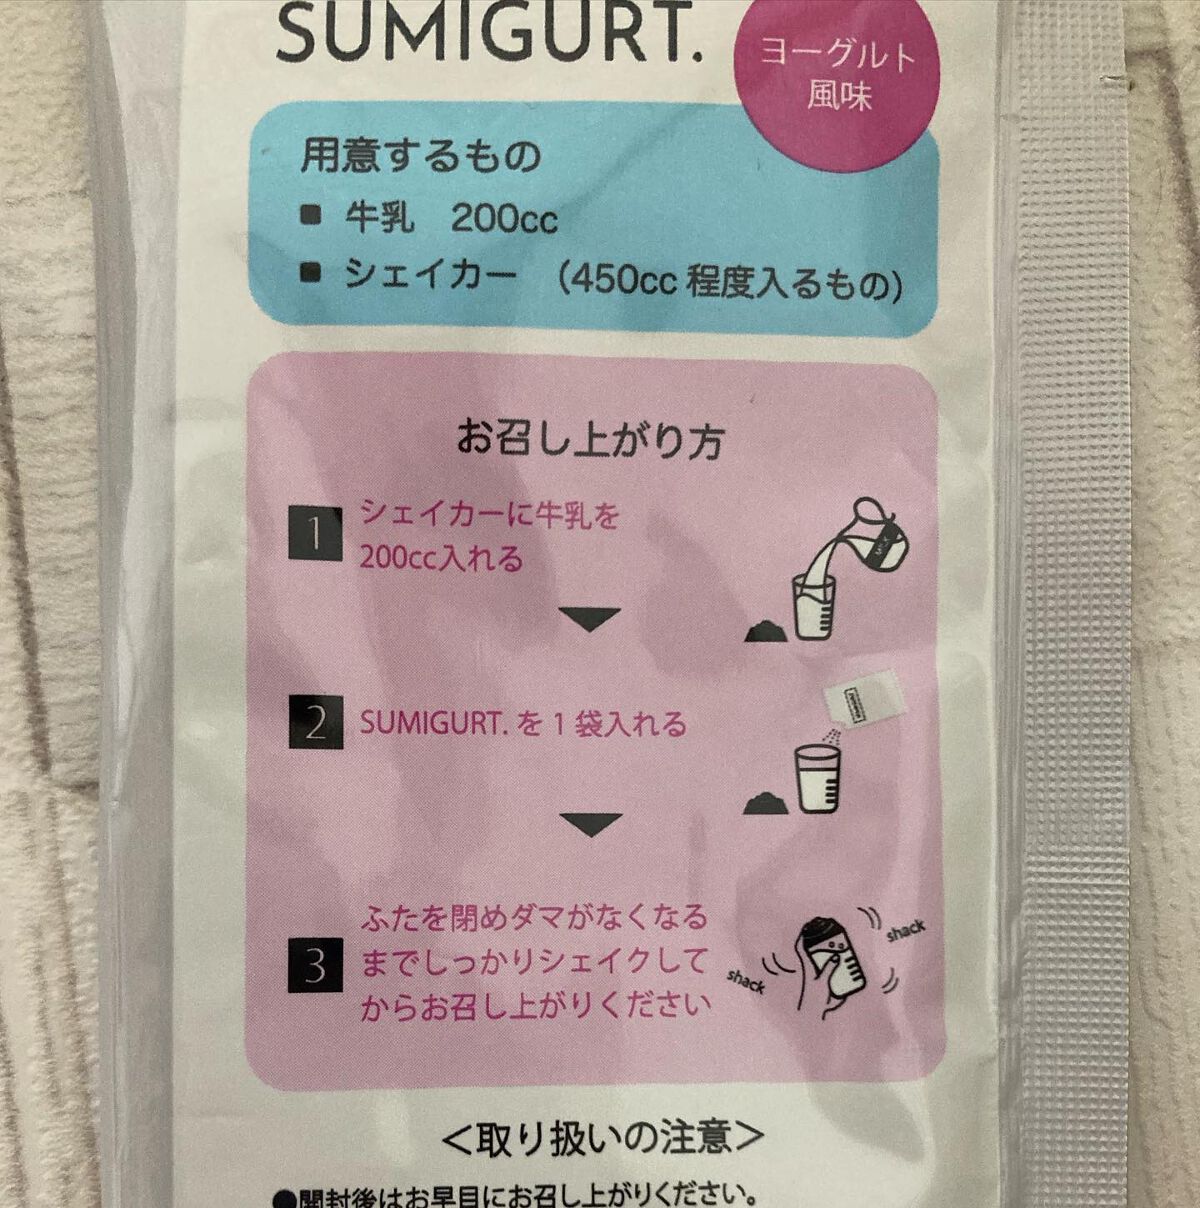 SUMIGURT.
ヨーグルト
風味
用意するもの
■ 牛乳　200cc
■ シェイカー　（450cc 程度入るもの）
お召し上がり方
1 シェイカーに牛乳を
200cc入れる
MILK
2 SUMIGURT. を 1 袋入れる
3 ふたを閉めダマがなくなる
までしっかりシェイクして
からお召し上がりください
shack
shack
＜取り扱いの注意＞
●開封後はお早目にお召し上がりください。